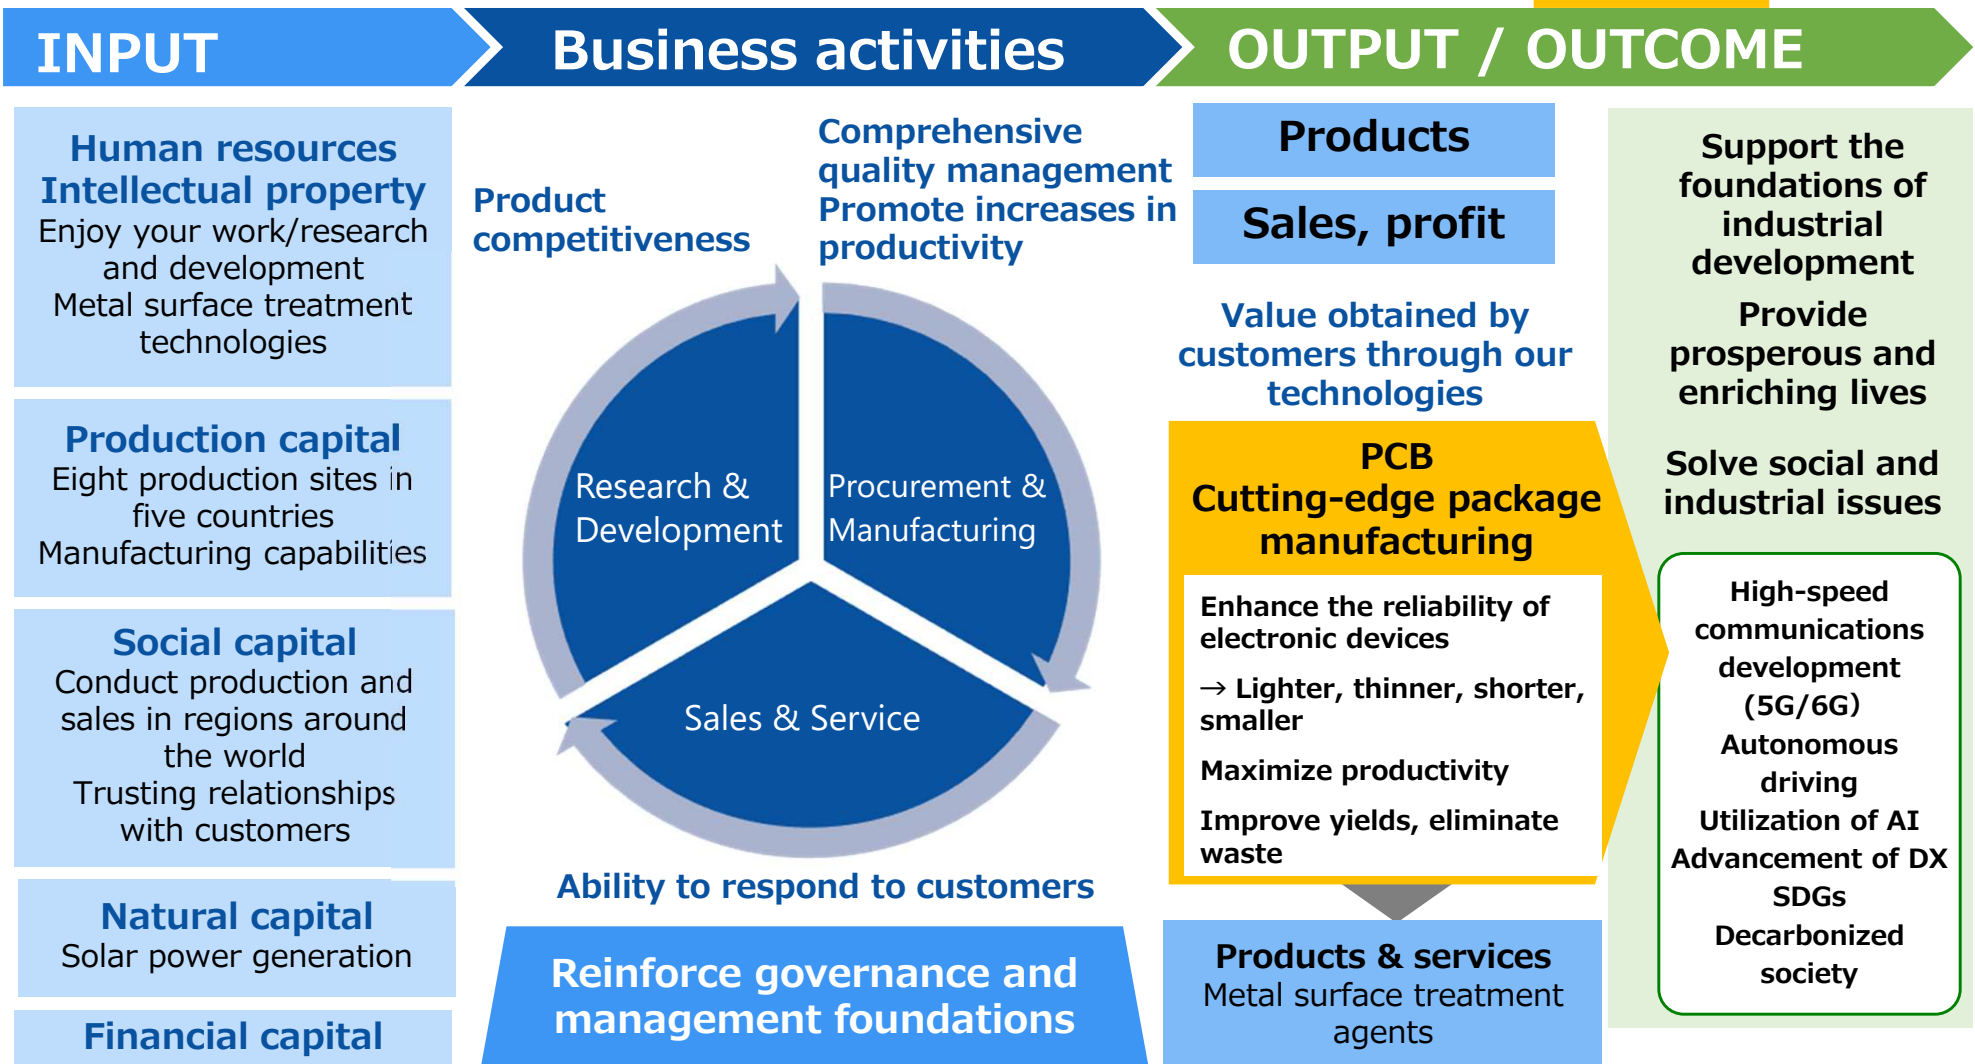 INPUT
Business activities
OUTPUT / OUTCOME
Human resources
Intellectual property
Enjoy your work/research
and development
Metal surface treatment
technologies
Production capital
Eight production sites in
five countries
Manufacturing capabilities
Social capital
Conduct production and
sales in regions around
the world
Trusting relationships
with customers
Natural capital
Solar power generation
Financial capital
Product
competitiveness
Comprehensive
quality management
Promote increases in
productivity
Research &
Development
Procurement &
Manufacturing
Sales & Service
Ability to respond to customers
Reinforce governance and
management foundations
Products
Sales, profit
Value obtained by
customers through our
technologies
PCB
Cutting-edge package
manufacturing
Enhance the reliability of
electronic devices
→ Lighter, thinner, shorter,
smaller
Maximize productivity
Improve yields, eliminate
waste
Products & services
Metal surface treatment
agents
Support the
foundations of
industrial
development
Provide
prosperous and
enriching lives
Solve social and
industrial issues
High-speed
communications
development
(5G/6G）
Autonomous
driving
Utilization of AI
Advancement of DX
SDGs
Decarbonized
society